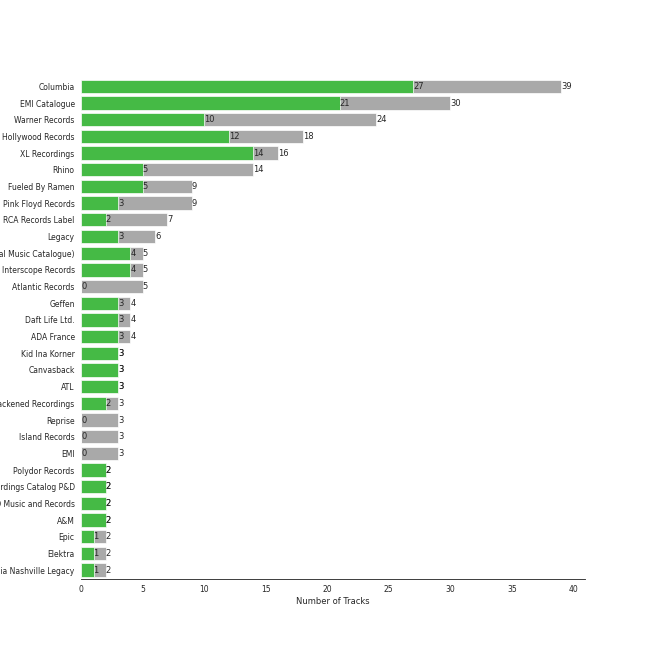 Columbia 27 39
EMI Catalogue 21 30
Warner Records 10 24
Hollywood Records 12 18
XL Recordings 14 16
Rhino 5 14
Fueled By Ramen 5 9
Pink Floyd Records 3 9
RCA Records Label 2 7
Legacy 3 6
al Music Catalogue) 4 5
Interscope Records 4 5
Atlantic Records 0 5
Geffen 3 4
Daft Life Ltd. 3 4
ADA France 3 4
Kid Ina Korner 3
Canvasback 3
ATL 3
ackened Recordings 2 3
Reprise 0 3
Island Records 0 3
EMI 0 3
Polydor Records 2
rdings Catalog P&D 2
Music and Records 2
A&M 2
Epic 1 2
Elektra 1 2
ia Nashville Legacy 1 2
0 5 10 15 20 25 30 35 40
Number of Tracks